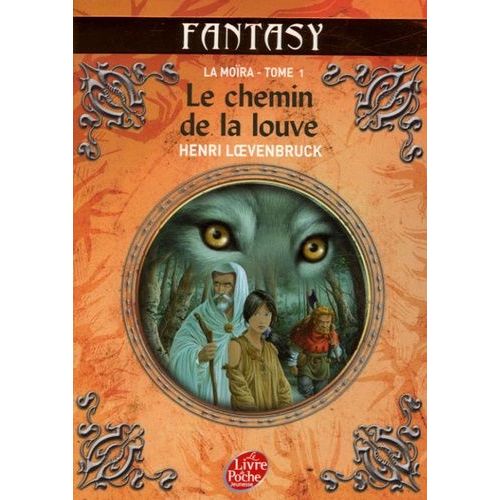 FANTASY
LA MOÏRA - TOME 1
Le chemin
de la louve
HENRI LŒVENBRUCK
Le
Livre
de
Poche
Jeunesse